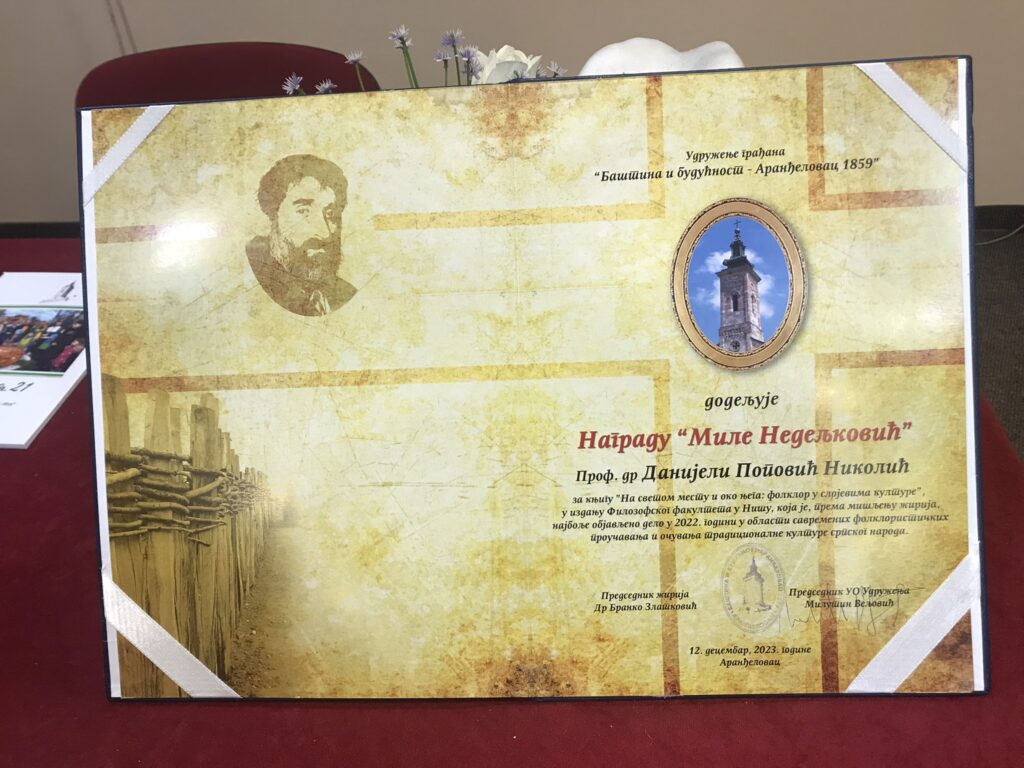 Удружење грађана
“Баштина и будућност - Аранђеловац 1859”
додељује
Награду “Миле Недељковић”
Проф. др Данијели Поповић Николић
за књигу "На светом месту и око њега: фолклор у слојевима културе",
у издању Филозофског факултета у Нишу, која је, према мишљењу жирија,
најбоље објављено дело у 2022. години у области савремених фолклористичких
проучавања и очувања традиционалне културе српског народа.
Председник жирија
Др Бранко Златковић
Председник УО Удружења
Милутин Вељовић
12. децембар, 2023. године
Аранђеловац
21